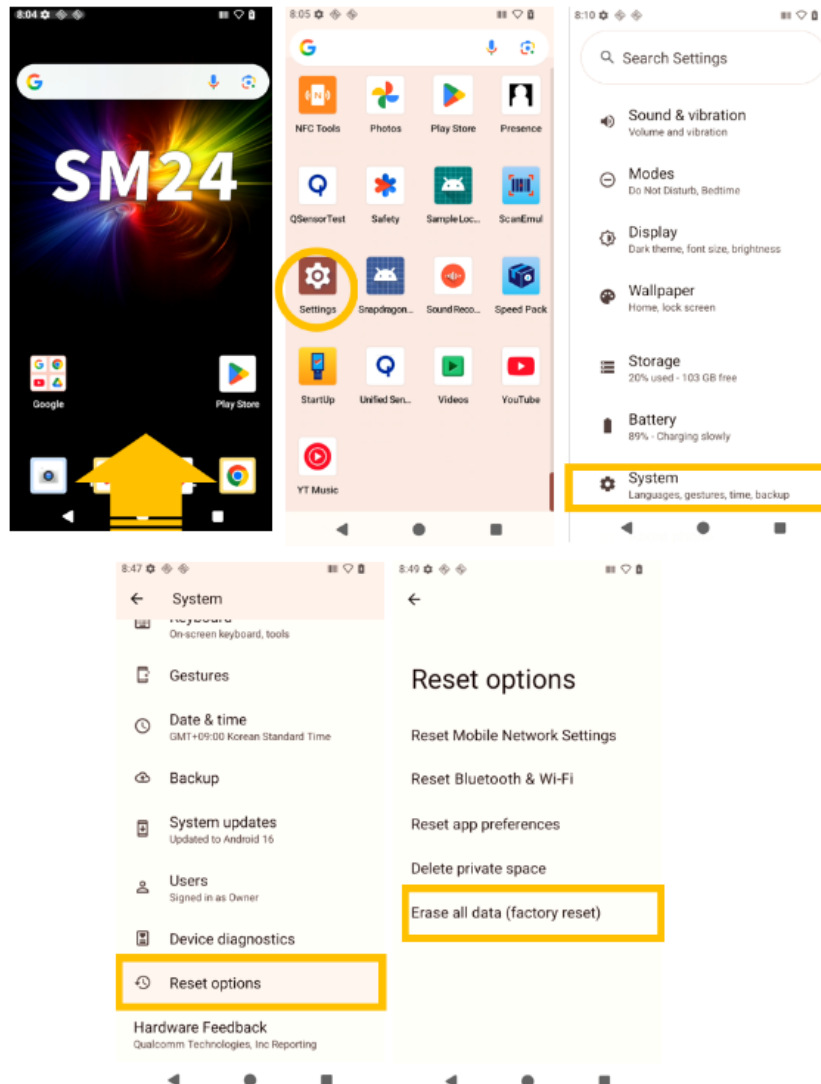 8:04
SM24
Google
Play Store
8:05
NFC Tools
Photos
Play Store
Presence
QSensorTest
Safety
Sample Loc...
ScanEmul
Settings
Snapdragon...
Sound Reco...
Speed Pack
StartUp
Unified Sen...
Videos
YouTube
YT Music
8:10
Search Settings
Sound & vibration
Volume and vibration
Modes
Do Not Disturb, Bedtime
Display
Dark theme, font size, brightness
Wallpaper
Home, lock screen
Storage
20% used - 103 GB free
Battery
89% - Charging slowly
System
Languages, gestures, time, backup
8:47
System
Keyboard
On-screen keyboard, tools
Gestures
Date & time
GMT+09:00 Korean Standard Time
Backup
System updates
Updated to Android 16
Users
Signed in as Owner
Device diagnostics
Reset options
Hardware Feedback
Qualcomm Technologies, Inc Reporting
8:49
Reset options
Reset Mobile Network Settings
Reset Bluetooth & Wi-Fi
Reset app preferences
Delete private space
Erase all data (factory reset)